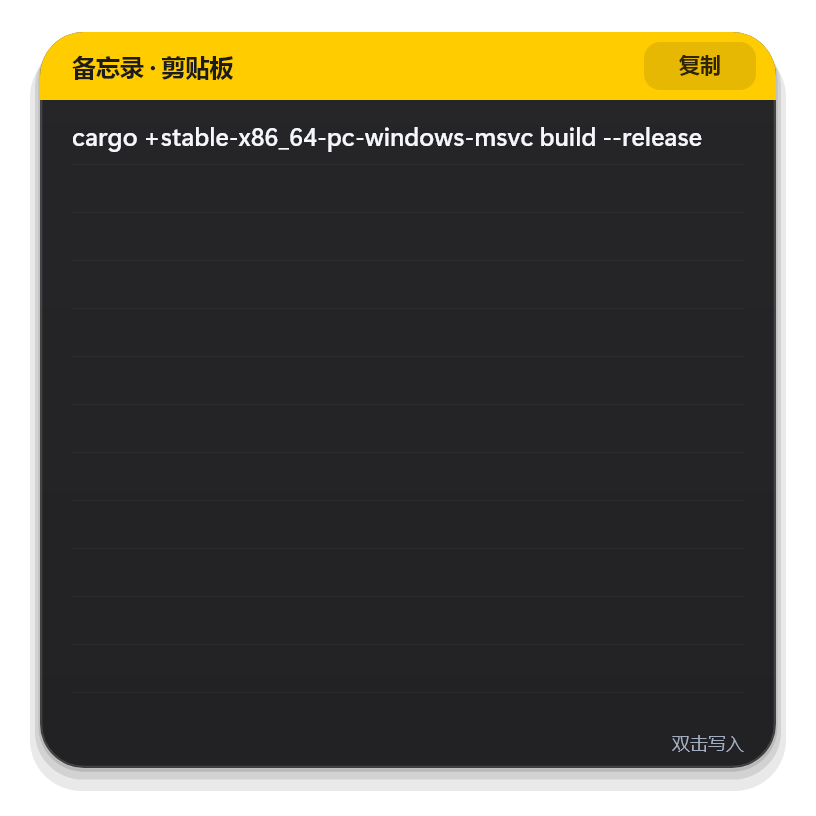 备忘录 · 剪贴板
复制
cargo +stable-x86_64-pc-windows-msvc build --release
双击写入